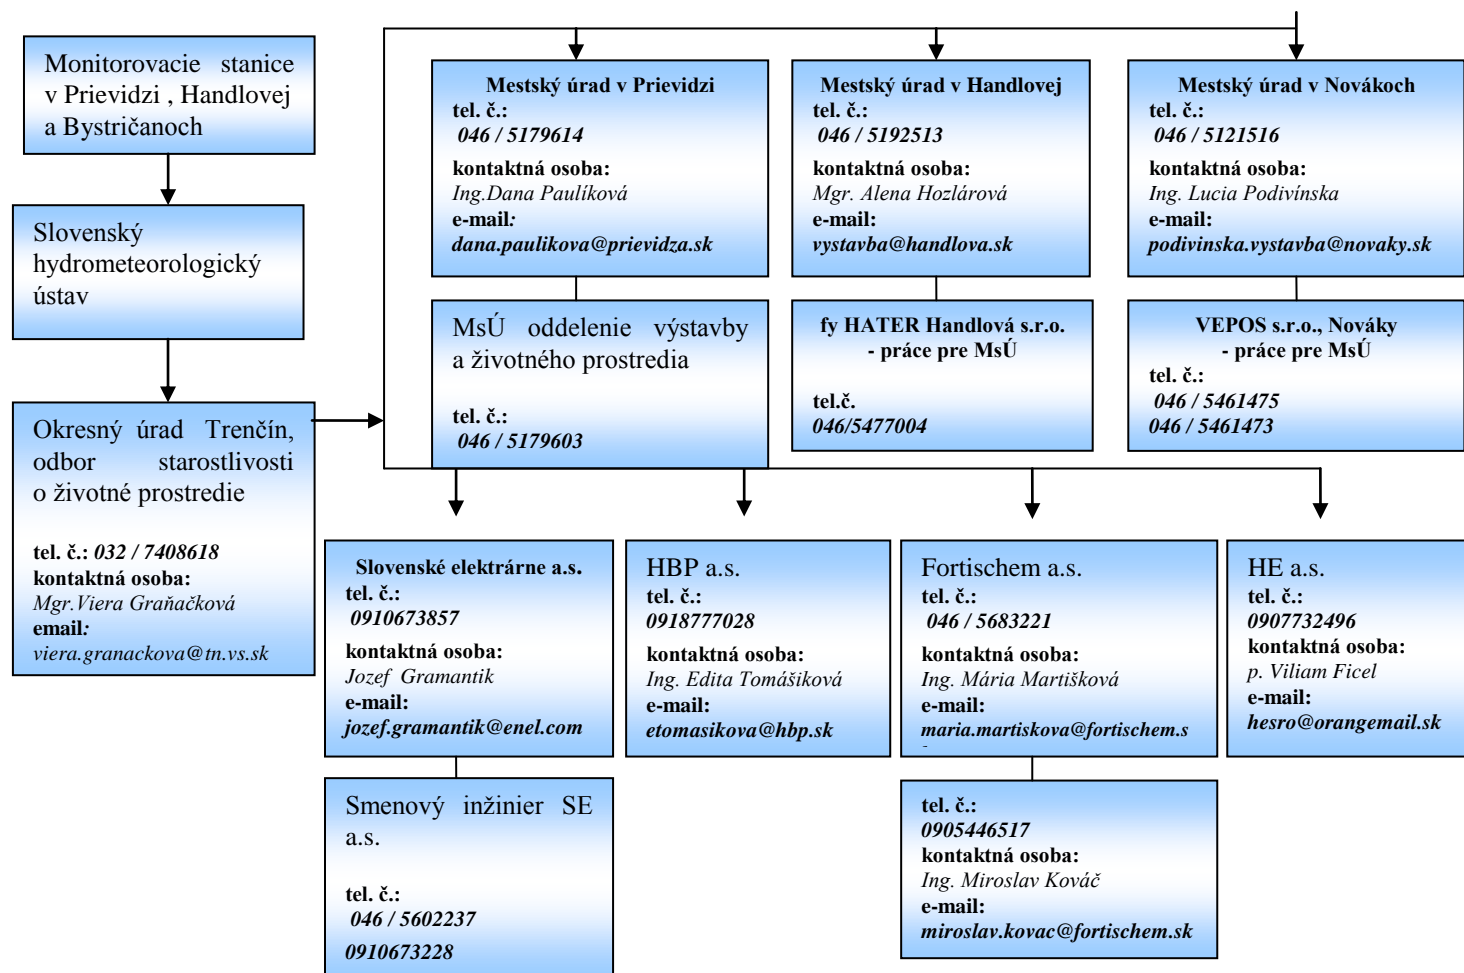 Monitorovacie stanice
v Prievidzi , Handlovej
a Bystričanoch
Slovenský
hydrometeorologický
ústav
Okresný úrad Trenčín,
odbor starostlivosti
o životné prostredie
tel. č.: 032 / 7408618
kontaktná osoba:
Mgr.Viera Graňačková
email:
viera.granackova@tn.vs.sk
Mestský úrad v Prievidzi
tel. č.:
046 / 5179614
kontaktná osoba:
Ing.Dana Paulíková
e-mail:
dana.paulikova@prievidza.sk
MsÚ oddelenie výstavby
a životného prostredia
tel. č.:
046 / 5179603
Mestský úrad v Handlovej
tel. č.:
046 / 5192513
kontaktná osoba:
Mgr. Alena Hozlárová
e-mail:
vystavba@handlova.sk
fy HATER Handlová s.r.o.
- práce pre MsÚ
tel.č.
046/5477004
Mestský úrad v Novákoch
tel. č.:
046 / 5121516
kontaktná osoba:
Ing. Lucia Podivínska
e-mail:
podivinska.vystavba@novaky.sk
VEPOS s.r.o., Nováky
- práce pre MsÚ
tel. č.:
046 / 5461475
046 / 5461473
Slovenské elektrárne a.s.
tel. č.:
0910673857
kontaktná osoba:
Jozef Gramantik
e-mail:
jozef.gramantik@enel.com
Smenový inžinier SE
a.s.
tel. č.:
046 / 5602237
0910673228
HBP a.s.
tel. č.:
0918777028
kontaktná osoba:
Ing. Edita Tomášiková
e-mail:
etomasikova@hbp.sk
Fortischem a.s.
tel. č.:
046 / 5683221
kontaktná osoba:
Ing. Mária Martišková
e-mail:
maria.martiskova@fortischem.s
tel. č.:
0905446517
kontaktná osoba:
Ing. Miroslav Kováč
e-mail:
miroslav.kovac@fortischem.sk
HE a.s.
tel. č.:
0907732496
kontaktná osoba:
p. Viliam Ficel
e-mail:
hesro@orangemail.sk